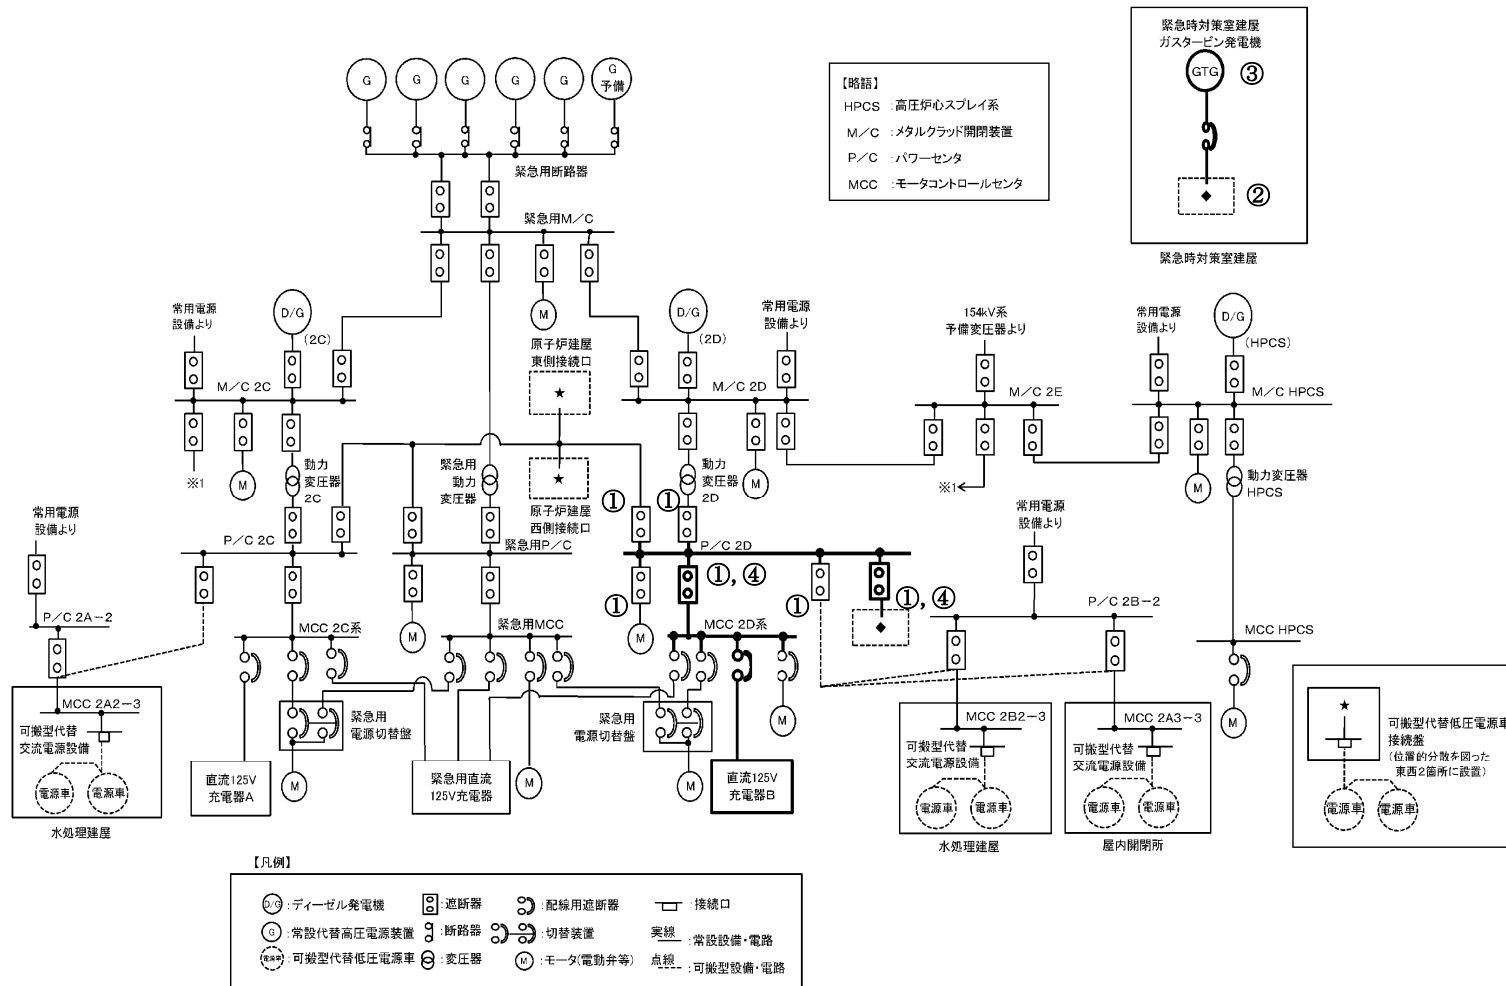 緊急時対策室建屋
ガスタービン発電機
GTG ③
②
緊急時対策室建屋
G
G
G
G
G
G
予備
緊急用断路器
緊急用M/C
【略語】
HPCS :高圧炉心スプレイ系
M/C :メタルクラッド開閉装置
P/C :パワーセンタ
MCC :モータコントロールセンタ
常用電源
設備より
D/G
(2C)
M/C 2C
M
原子炉建屋
東側接続口
★
D/G
(2D)
常用電源
設備より
M/C 2D
154kV系
予備変圧器より
M/C 2E
常用電源
設備より
D/G
(HPCS)
M/C HPCS
※1
M
動力
変圧器
2C
緊急用
動力
変圧器
★
原子炉建屋
西側接続口
①
①
動力
変圧器
2D
M
※1
M
動力変圧器
HPCS
常用電源
設備より
常用電源
設備より
P/C 2C
緊急用P/C
P/C 2D
①
①, ④
①
①, ④
P/C 2A-2
P/C 2B-2
MCC 2C系
M
緊急用MCC
M
MCC 2D系
MCC HPCS
MCC 2A2-3
可搬型代替
交流電源設備
電源車
電源車
水処理建屋
緊急用
電源切替盤
直流125V
充電器A
M
緊急用直流
125V充電器
M
緊急用
電源切替盤
M
直流125V
充電器B
M
MCC 2B2-3
可搬型代替
交流電源設備
電源車
電源車
水処理建屋
MCC 2A3-3
可搬型代替
交流電源設備
電源車
電源車
屋内開閉所
M
★
電源車
電源車
可搬型代替低圧電源車
接続盤
(位置的分散を図った
東西2箇所に設置)
【凡例】
D/G :ディーゼル発電機
:遮断器
:配線用遮断器
:接続口
G :常設代替高圧電源装置
:断路器
:切替装置
実線 :常設設備・電路
電源車 :可搬型代替低圧電源車
:変圧器
M :モータ(電動弁等)
点線 :可搬型設備・電路